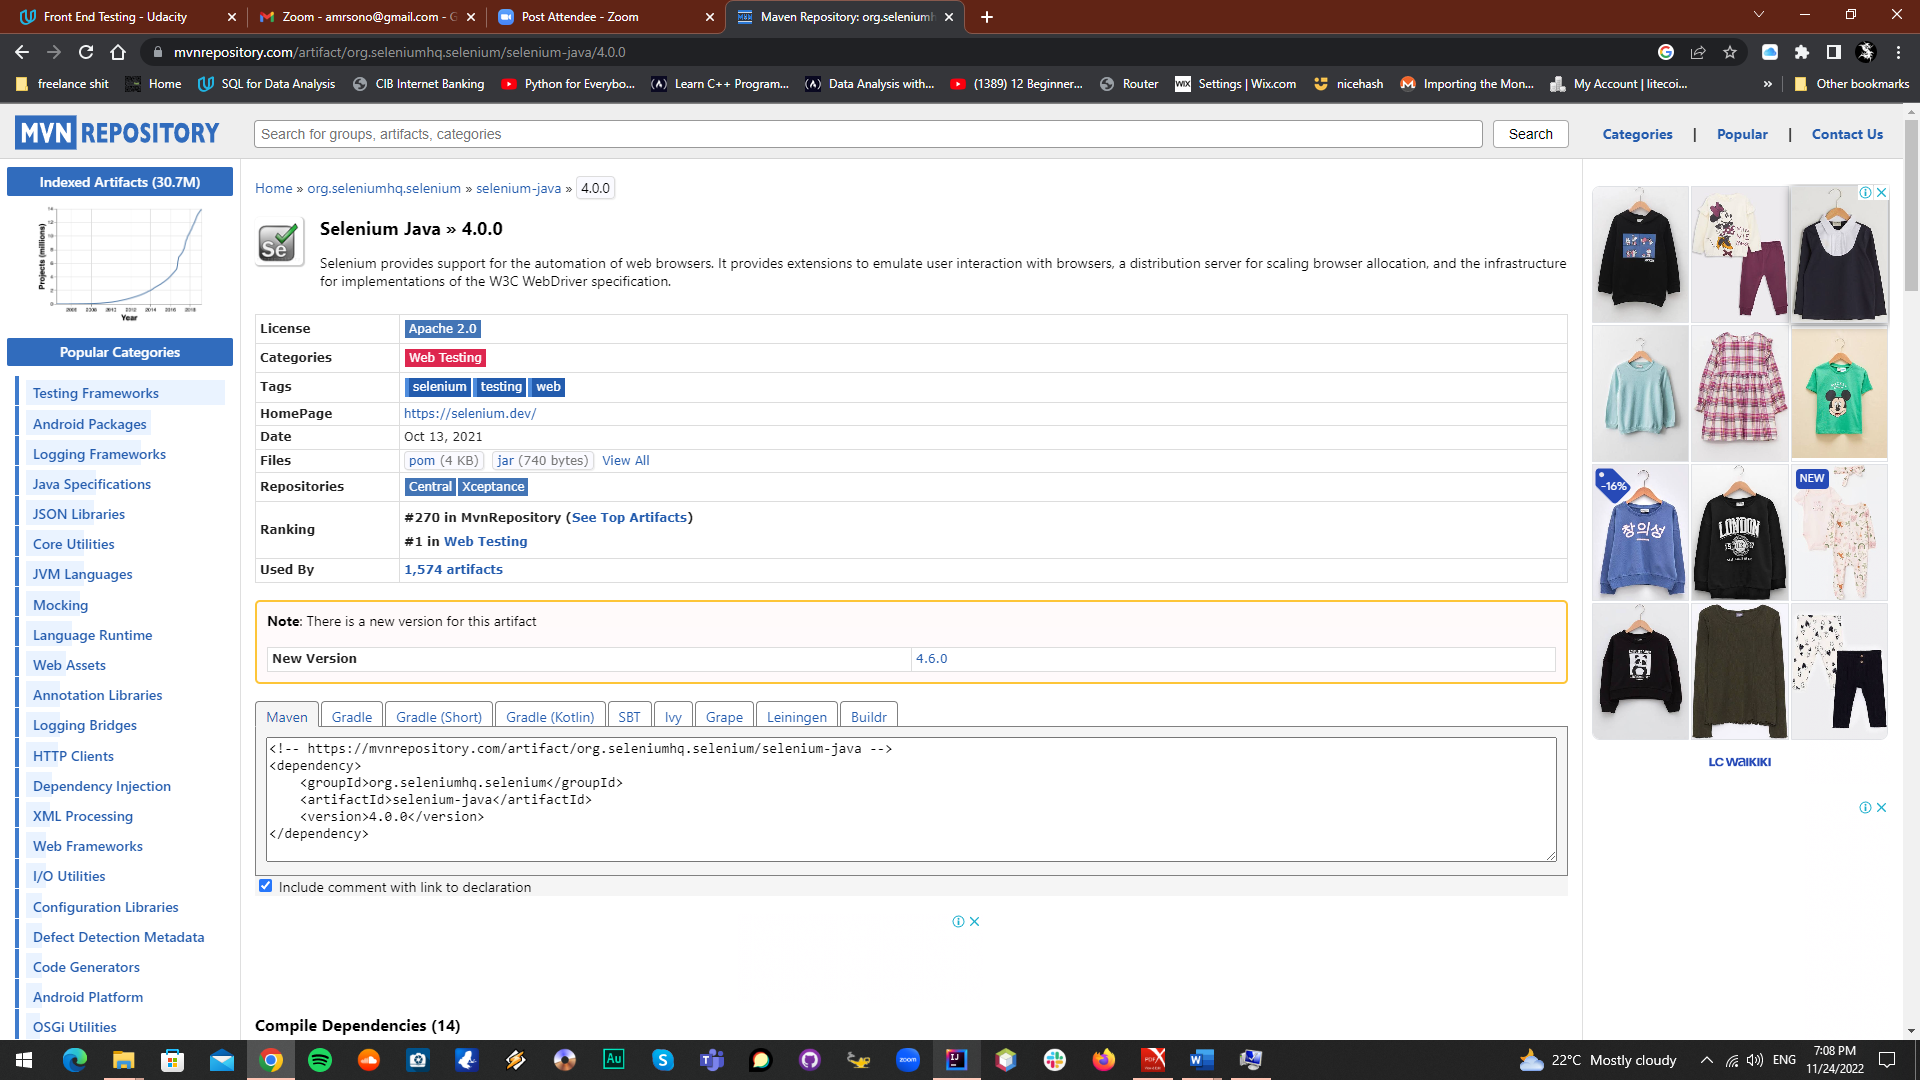 Front End Testing - Udacity
Zoom - amrsono@gmail.com - G
Post Attendee - Zoom
Maven Repository: org.seleniumh
mvnrepository.com/artifact/org.seleniumhq.selenium/selenium-java/4.0.0
freelance shit
Home
SQL for Data Analysis
CIB Internet Banking
Python for Everybo...
Learn C++ Program...
Data Analysis with...
(1389) 12 Beginner...
Router
WIX Settings | Wix.com
nicehash
Importing the Mon...
My Account | litecoi...
»
Other bookmarks
MVN REPOSITORY
Search for groups, artifacts, categories
Search
Categories | Popular | Contact Us
Indexed Artifacts (30.7M)
Projects (millions)
Year
Popular Categories
Testing Frameworks
Android Packages
Logging Frameworks
Java Specifications
JSON Libraries
Core Utilities
JVM Languages
Mocking
Language Runtime
Web Assets
Annotation Libraries
Logging Bridges
HTTP Clients
Dependency Injection
XML Processing
Web Frameworks
I/O Utilities
Configuration Libraries
Defect Detection Metadata
Code Generators
Android Platform
OSGi Utilities
Home » org.seleniumhq.selenium » selenium-java » 4.0.0
Se
Selenium Java » 4.0.0
Selenium provides support for the automation of web browsers. It provides extensions to emulate user interaction with browsers, a distribution server for scaling browser allocation, and the infrastructure
for implementations of the W3C WebDriver specification.
License Apache 2.0
Categories Web Testing
Tags selenium testing web
HomePage https://selenium.dev/
Date Oct 13, 2021
Files pom (4 KB) jar (740 bytes) View All
Repositories Central Xceptance
Ranking #270 in MvnRepository (See Top Artifacts)
#1 in Web Testing
Used By 1,574 artifacts
Note: There is a new version for this artifact
New Version 4.6.0
Maven Gradle Gradle (Short) Gradle (Kotlin) SBT Ivy Grape Leiningen Buildr
<!-- https://mvnrepository.com/artifact/org.seleniumhq.selenium/selenium-java -->
<dependency>
<groupId>org.seleniumhq.selenium</groupId>
<artifactId>selenium-java</artifactId>
<version>4.0.0</version>
</dependency>
Include comment with link to declaration
Compile Dependencies (14)
-16%
창의성
LONDON
NEW
LC WAIKIKI
Au
zoom
IJ
PDF
22°C Mostly cloudy
ENG
7:08 PM
11/24/2022